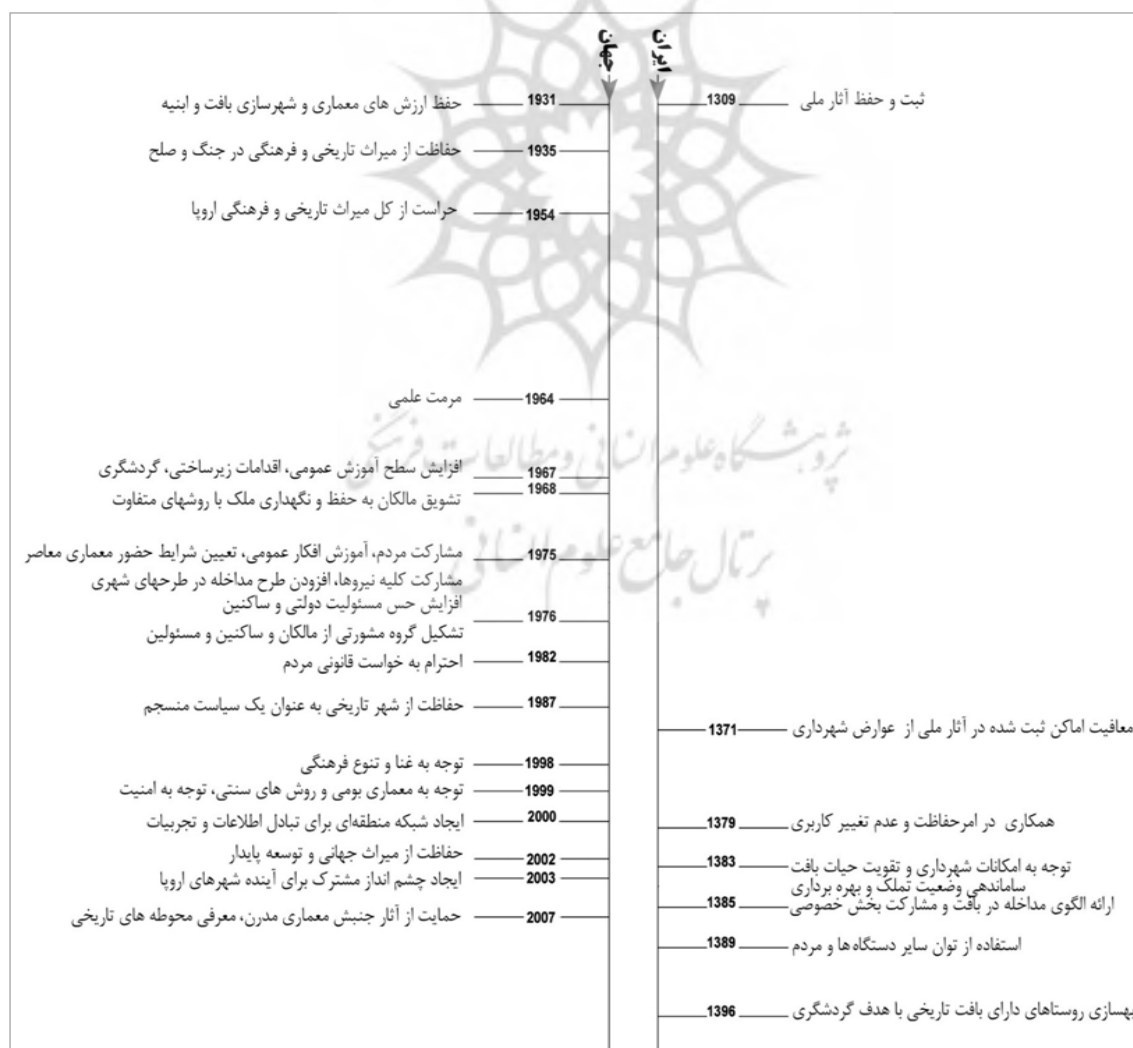 ایران
جهان
ثبت و حفظ آثار ملی 1309
1931 حفظ ارزش های معماری و شهرسازی بافت و ابنیه
1935 حفاظت از میراث تاریخی و فرهنگی در جنگ و صلح
1954 حراست از کل میراث تاریخی و فرهنگی اروپا
1964 مرمت علمی
پژوهشگاه علوم انسانی و مطالعات فرهنگی
1967 افزایش سطح آموزش عمومی، اقدامات زیرساختی، گردشگری
1968 تشویق مالکان به حفظ و نگهداری ملک با روشهای متفاوت
پرتال جامع علوم انسانی
1975 مشارکت مردم، آموزش افکار عمومی، تعیین شرایط حضور معماری معاصر
مشارکت کلیه نیروها، افزودن طرح مداخله در طرحهای شهری
افزایش حس مسئولیت دولتی و ساکنین
1976
تشکیل گروه مشورتی از مالکان و ساکنین و مسئولین
1982 احترام به خواست قانونی مردم
1987 حفاظت از شهر تاریخی به عنوان یک سیاست منسجم
معافیت اماکن ثبت شده در آثار ملی از عوارض شهرداری 1371
1998 توجه به غنا و تنوع فرهنگی
1999 توجه به معماری بومی و روش های سنتی، توجه به امنیت
2000 ایجاد شبکه منطقه‌ای برای تبادل اطلاعات و تجربیات
همکاری در امرحفاظت و عدم تغییر کاربری 1379
2002 حفاظت از میراث جهانی و توسعه پایدار
توجه به امکانات شهرداری و تقویت حیات بافت 1383
2003 ایجاد چشم انداز مشترک برای آینده شهرهای اروپا
ساماندهی وضعیت تملک و بهره برداری
ارائه الگوی مداخله در بافت و مشارکت بخش خصوصی 1385
2007 حمایت از آثار جنبش معماری مدرن، معرفی محوطه های تاریخی
استفاده از توان سایر دستگاه‌ها و مردم 1389
بهسازی روستاهای دارای بافت تاریخی با هدف گردشگری 1396